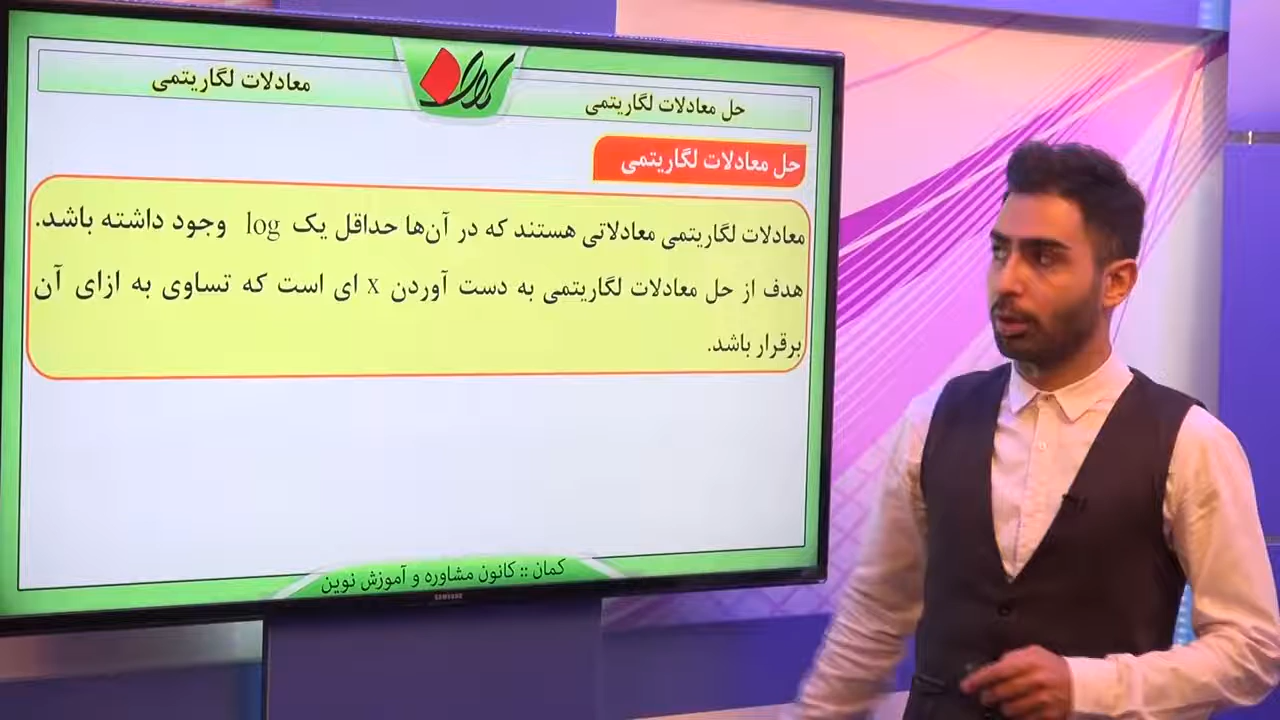 حل معادلات لگاریتمی
معادلات لگاریتمی
حل معادلات لگاریتمی
معادلات لگاریتمی معادلاتی هستند که در آن‌ها حداقل یک log وجود داشته باشد.
هدف از حل معادلات لگاریتمی به دست آوردن x ای است که تساوی به ازای آن
برقرار باشد.
کمان :: کانون مشاوره و آموزش نوین
SAMSUNG